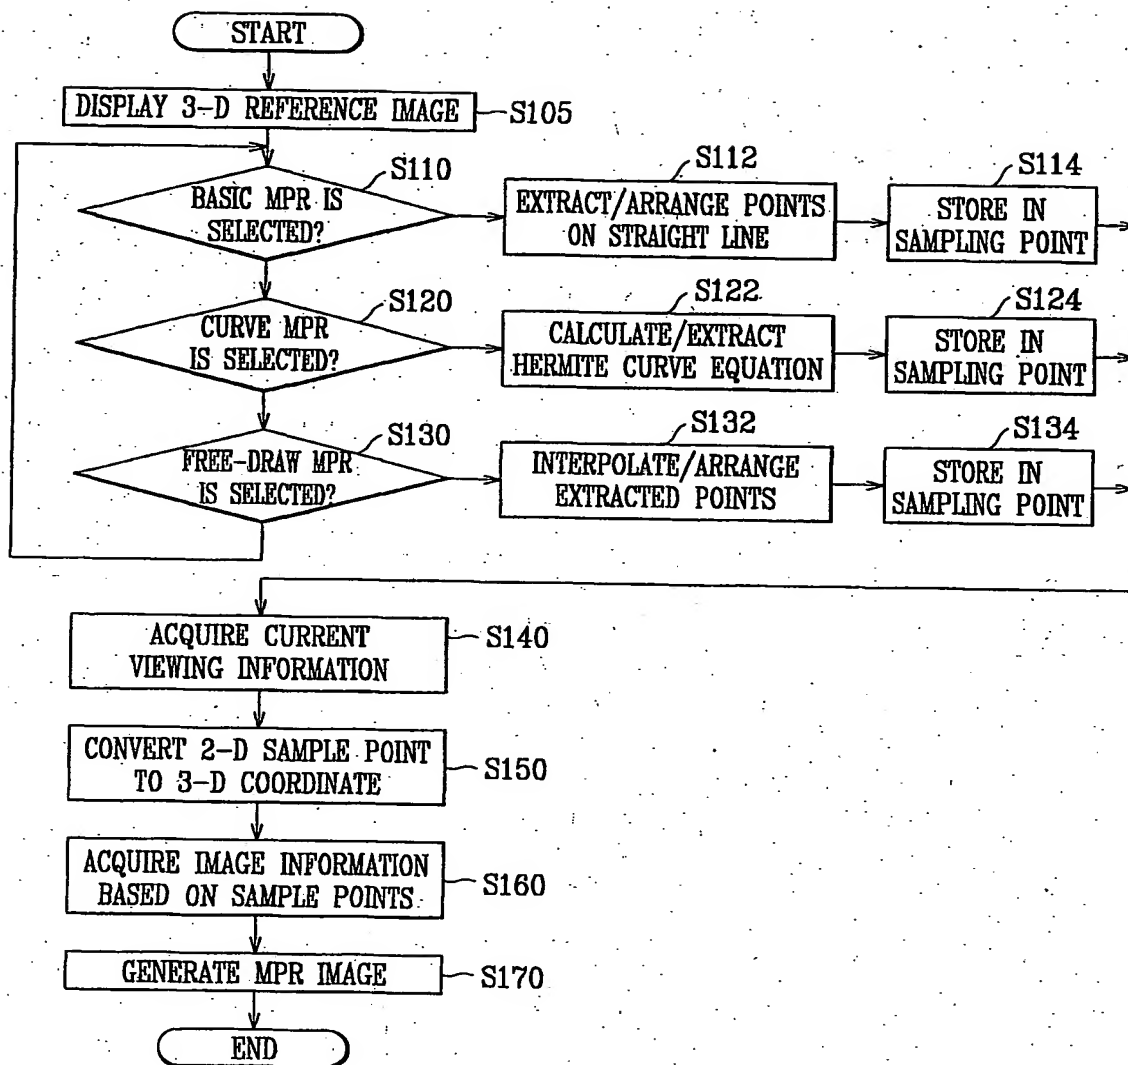 START
DISPLAY 3-D REFERENCE IMAGE
S105
S110
BASIC MPR IS
SELECTED?
S112
EXTRACT/ARRANGE POINTS
ON STRAIGHT LINE
S114
STORE IN
SAMPLING POINT
S120
CURVE MPR
IS SELECTED?
S122
CALCULATE/EXTRACT
HERMITE CURVE EQUATION
S124
STORE IN
SAMPLING POINT
S130
FREE-DRAW MPR
IS SELECTED?
S132
INTERPOLATE/ARRANGE
EXTRACTED POINTS
S134
STORE IN
SAMPLING POINT
ACQUIRE CURRENT
VIEWING INFORMATION
S140
CONVERT 2-D SAMPLE POINT
TO 3-D COORDINATE
S150
ACQUIRE IMAGE INFORMATION
BASED ON SAMPLE POINTS
S160
GENERATE MPR IMAGE
S170
END